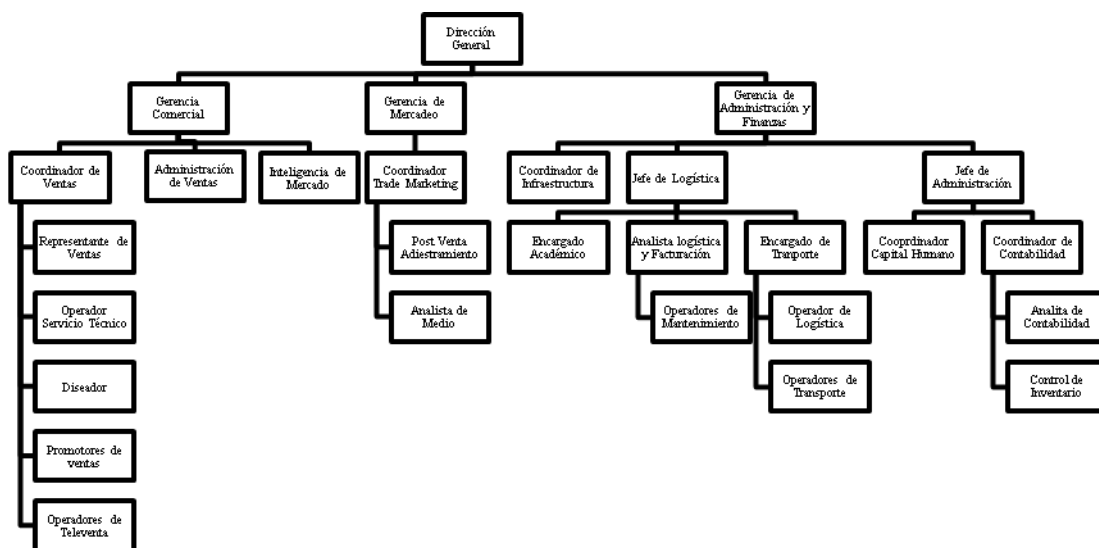 Dirección
General
Gerencia
Comercial
Gerencia de
Mercadeo
Gerencia de
Administración y
Finanzas
Coordinador de
Ventas
Administración
de Ventas
Inteligencia de
Mercado
Coordinador
Trade Marketing
Coordinador de
Infraestructura
Jefe de Logística
Jefe de
Administración
Representante de
Ventas
Operador
Servicio Técnico
Diseador
Promotores de
ventas
Operadores de
Televenta
Post Venta
Adiestramiento
Analista de
Medio
Encargado
Académico
Analista logística
y Facturación
Operadores de
Mantenimiento
Encargado de
Tranporte
Operador de
Logística
Operadores de
Transporte
Cooprdinador
Capital Humano
Coordinador de
Contabilidad
Analita de
Contabilidad
Control de
Inventario